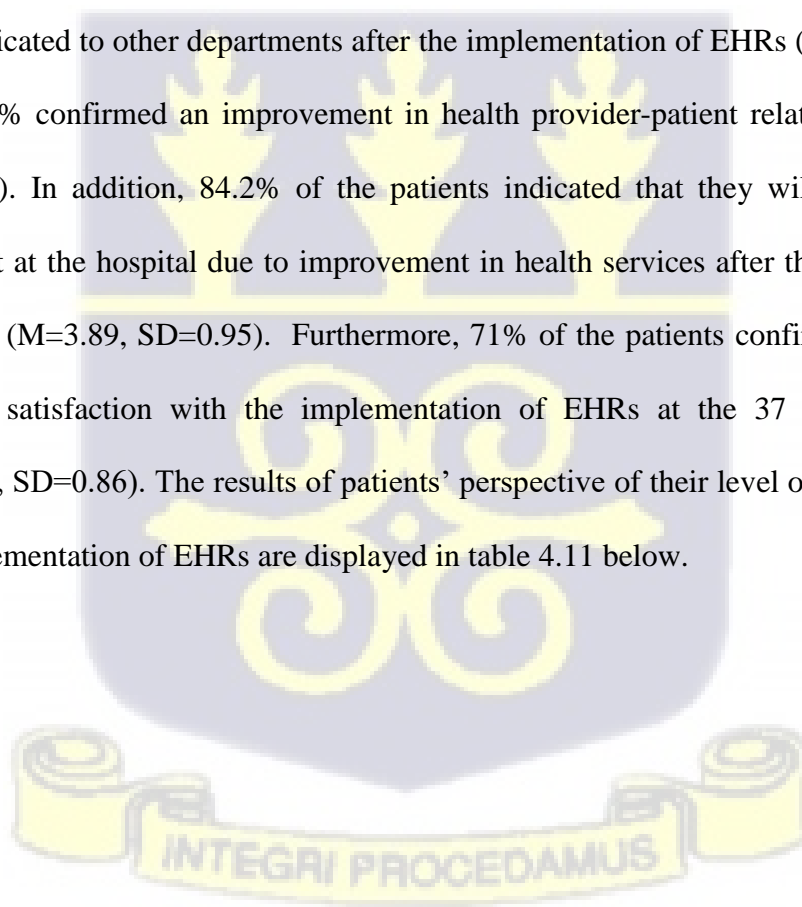 icated to other departments after the implementation of EHRs (
% confirmed an improvement in health provider-patient relat
). In addition, 84.2% of the patients indicated that they wil
t at the hospital due to improvement in health services after th
(M=3.89, SD=0.95). Furthermore, 71% of the patients confir
satisfaction with the implementation of EHRs at the 37
, SD=0.86). The results of patients’ perspective of their level o
ementation of EHRs are displayed in table 4.11 below.
INTEGRI PROCEDAMUS